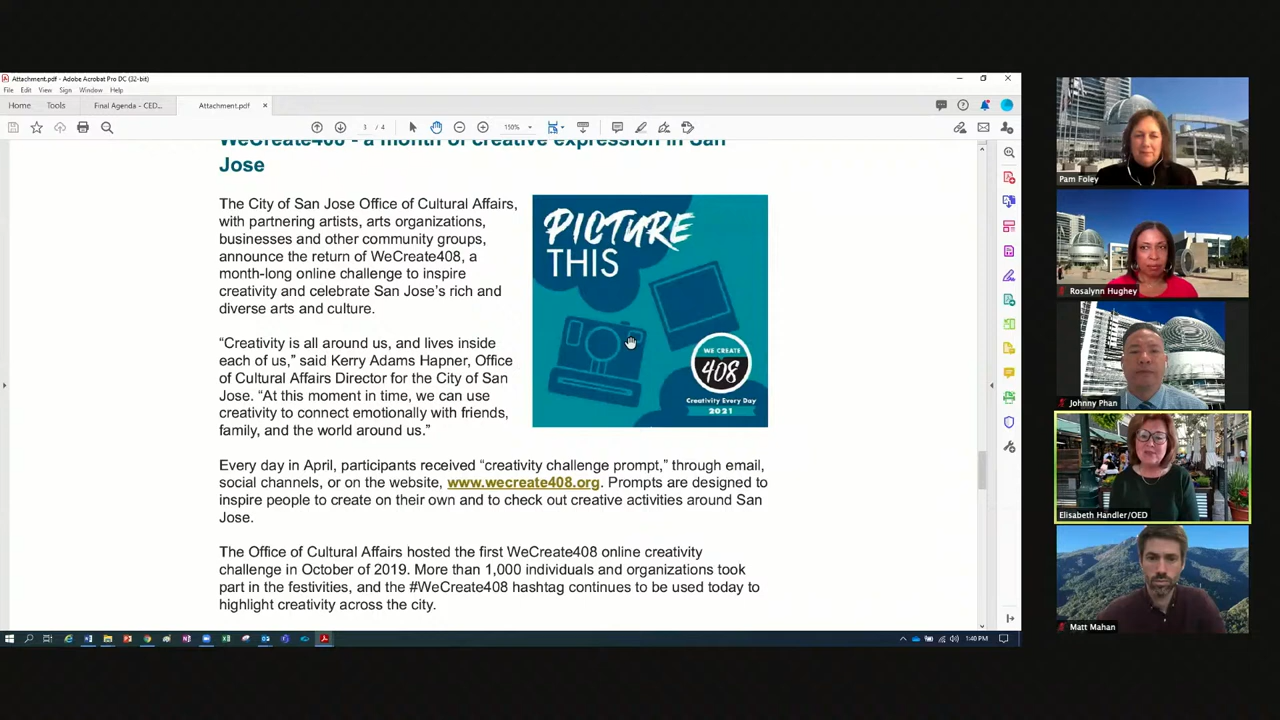 Attachment.pdf - Adobe Acrobat Pro DC (32-bit)
File Edit View Sign Window Help
Home Tools Final Agenda - CED... Attachment.pdf ×
3 / 4 150%
WeCreate408 - a month of creative expression in San
Jose
The City of San Jose Office of Cultural Affairs,
with partnering artists, arts organizations,
businesses and other community groups,
announce the return of WeCreate408, a
month-long online challenge to inspire
creativity and celebrate San Jose’s rich and
diverse arts and culture.
“Creativity is all around us, and lives inside
each of us,” said Kerry Adams Hapner, Office
of Cultural Affairs Director for the City of San
Jose. “At this moment in time, we can use
creativity to connect emotionally with friends,
family, and the world around us.”
PICTURE
THIS
WE CREATE
408
Creativity Every Day
2021
Every day in April, participants received “creativity challenge prompt,” through email,
social channels, or on the website, www.wecreate408.org. Prompts are designed to
inspire people to create on their own and to check out creative activities around San
Jose.
The Office of Cultural Affairs hosted the first WeCreate408 online creativity
challenge in October of 2019. More than 1,000 individuals and organizations took
part in the festivities, and the #WeCreate408 hashtag continues to be used today to
highlight creativity across the city.
1:40 PM
Pam Foley
Rosalynn Hughey
Johnny Phan
Elisabeth Handler/OED
Matt Mahan